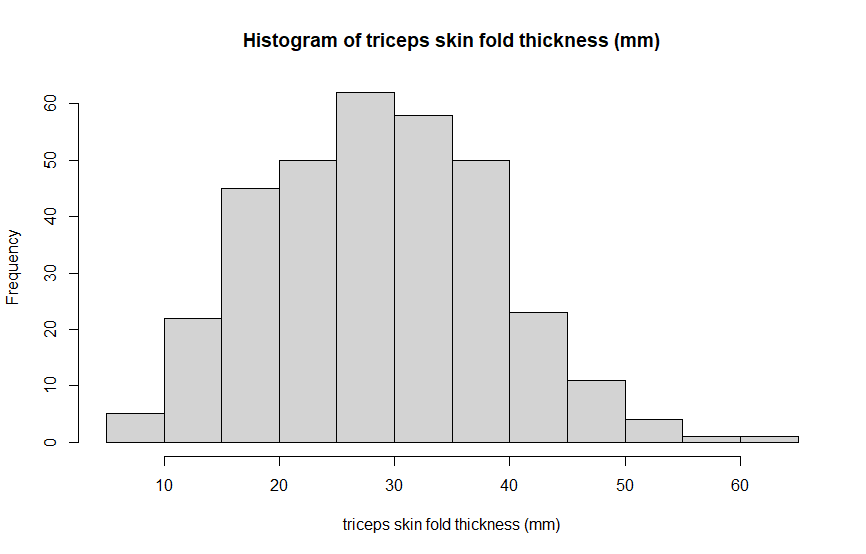 Histogram of triceps skin fold thickness (mm)
Frequency
60
50
40
30
20
10
0
10 20 30 40 50 60
triceps skin fold thickness (mm)